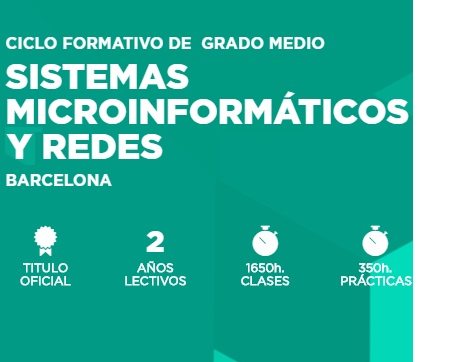 CICLO FORMATIVO DE GRADO MEDIO
SISTEMAS
MICROINFORMÁTICOS
Y REDES
BARCELONA
TITULO
OFICIAL
2
AÑOS
LECTIVOS
1650h.
CLASES
350h.
PRÁCTICAS